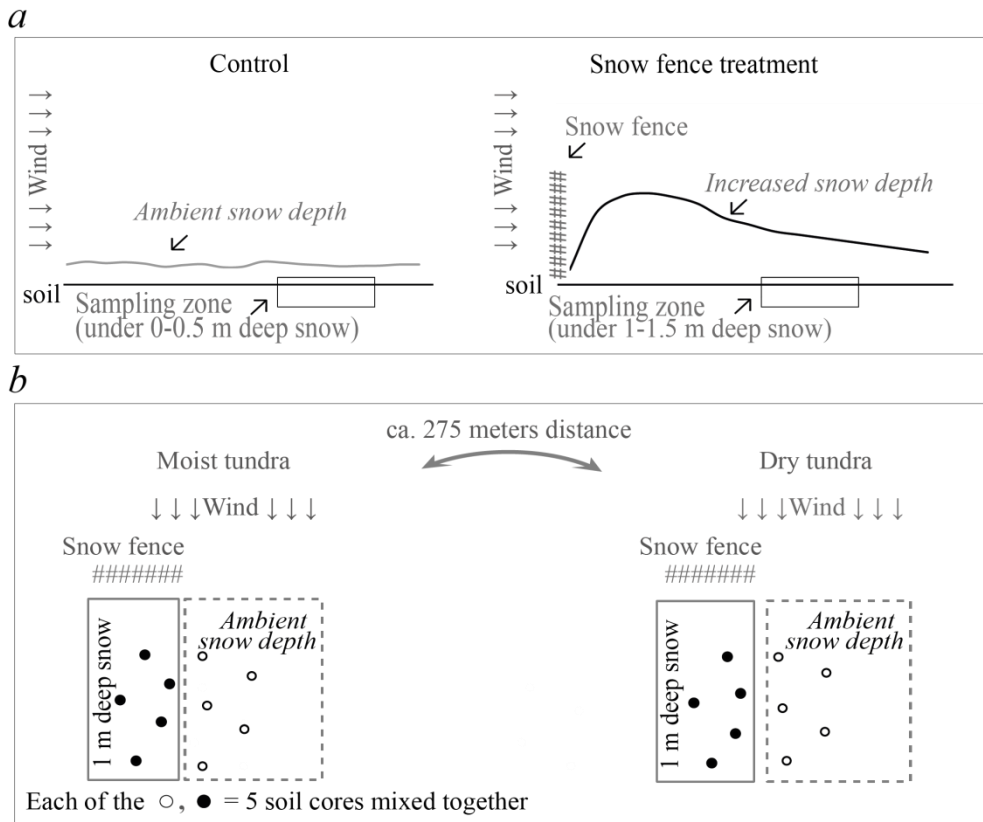 a
Control
Snow fence treatment
→
→
→
Wind
→
→
→
Ambient snow depth
soil
Sampling zone
(under 0-0.5 m deep snow)
→
→
→
Wind
→
→
→
Snow fence
Increased snow depth
soil
Sampling zone
(under 1-1.5 m deep snow)
b
ca. 275 meters distance
Moist tundra
Dry tundra
↓ ↓ ↓Wind ↓ ↓ ↓
↓ ↓ ↓Wind ↓ ↓ ↓
Snow fence
#######
Snow fence
#######
1 m deep snow
Ambient
snow depth
1 m deep snow
Ambient
snow depth
Each of the ○, ● = 5 soil cores mixed together